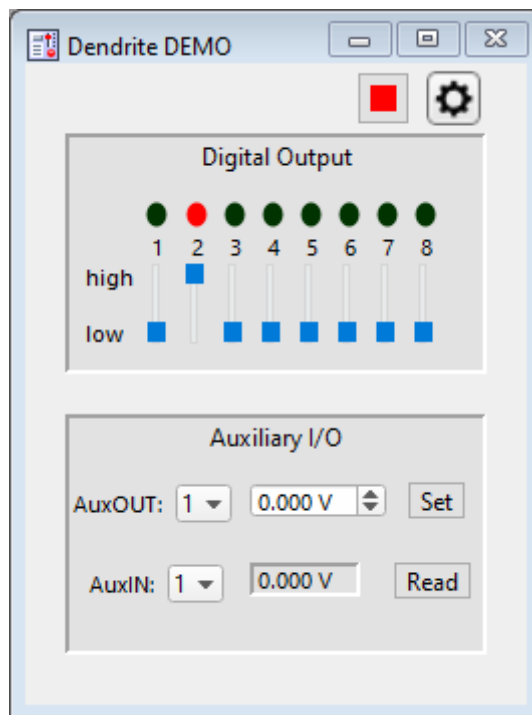 Dendrite DEMO
Digital Output
1 2 3 4 5 6 7 8
high
low
Auxiliary I/O
AuxOUT: 1 0.000 V Set
AuxIN: 1 0.000 V Read